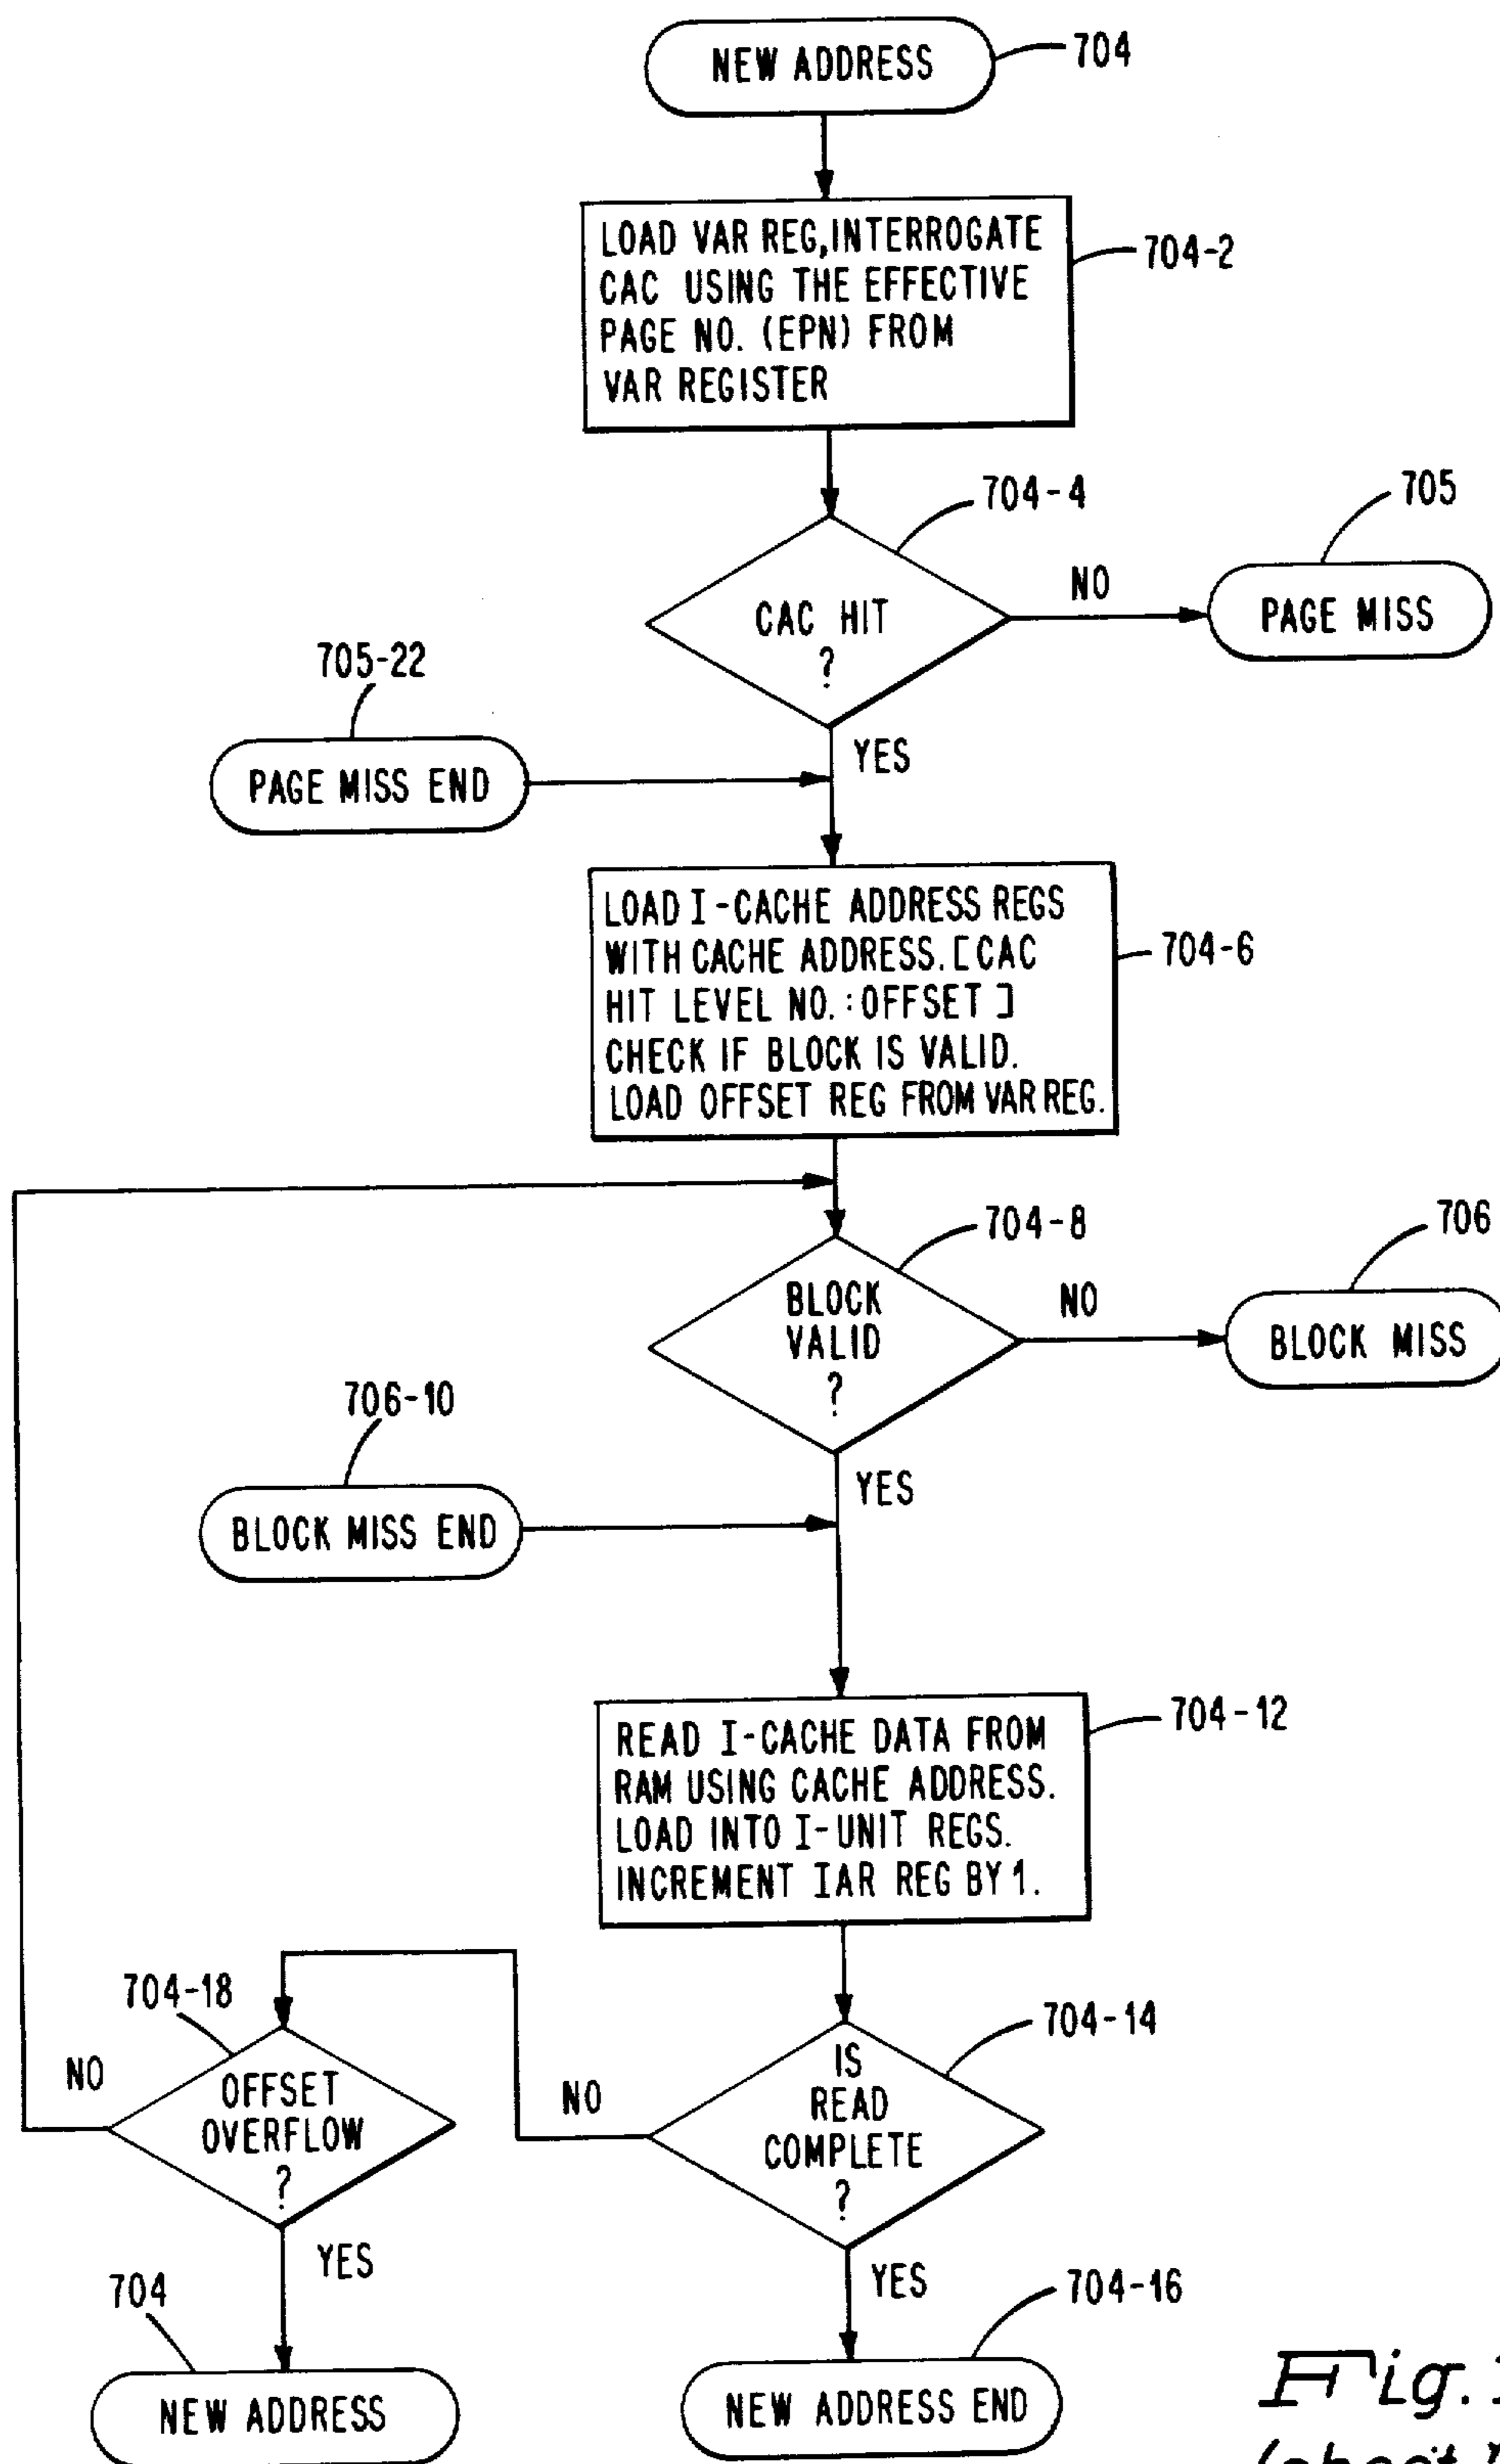 NEW ADDRESS
704
LOAD VAR REG,INTERROGATE
CAC USING THE EFFECTIVE
PAGE NO. (EPN) FROM
VAR REGISTER
704-2
704-4
705
CAC HIT
?
NO
PAGE MISS
705-22
YES
PAGE MISS END
LOAD I-CACHE ADDRESS REGS
WITH CACHE ADDRESS. [CAC
HIT LEVEL NO. : OFFSET ]
CHECK IF BLOCK IS VALID.
LOAD OFFSET REG FROM VAR REG.
704-6
704-8
706
BLOCK
VALID
?
NO
BLOCK MISS
706-10
YES
BLOCK MISS END
READ I-CACHE DATA FROM
RAM USING CACHE ADDRESS.
LOAD INTO I-UNIT REGS.
INCREMENT IAR REG BY 1.
704-12
704-18
704-14
NO
OFFSET
OVERFLOW
?
NO
IS
READ
COMPLETE
?
YES
YES
704
704-16
NEW ADDRESS
NEW ADDRESS END
Fig.